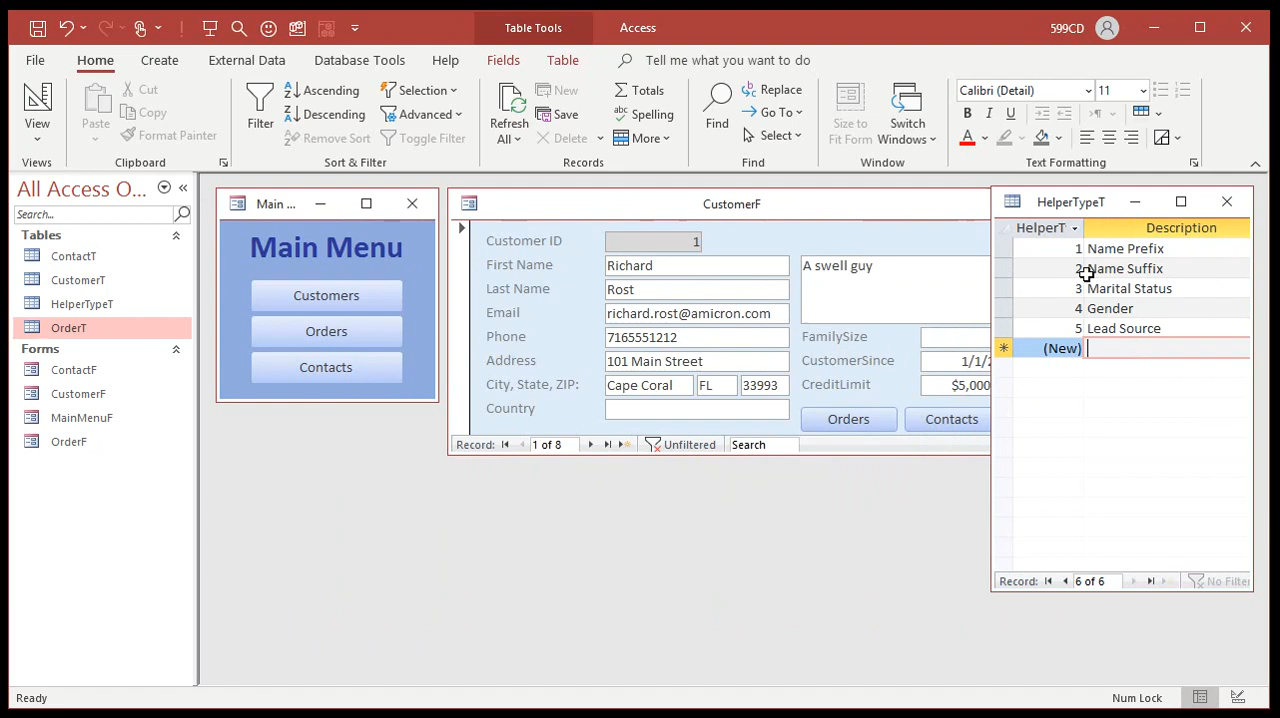 Table Tools
Access
599CD
File
Home
Create
External Data
Database Tools
Help
Fields
Table
Tell me what you want to do
View
Views
Paste
Cut
Copy
Format Painter
Clipboard
Filter
Ascending
Descending
Remove Sort
Selection
Advanced
Toggle Filter
Sort & Filter
Refresh All
New
Save
Delete
Totals
Spelling
More
Records
Find
Replace
Go To
Select
Find
Size to Fit Form
Switch Windows
Window
Calibri (Detail)
11
B
I
U
A
Text Formatting
All Access O...
Search...
Tables
ContactT
CustomerT
HelperTypeT
OrderT
Forms
ContactF
CustomerF
MainMenuF
OrderF
Main ...
Main Menu
Customers
Orders
Contacts
CustomerF
Customer ID 1
First Name Richard
Last Name Rost
Email richard.rost@amicron.com
Phone 7165551212
Address 101 Main Street
City, State, ZIP: Cape Coral FL 33993
Country
A swell guy
FamilySize
CustomerSince 1/1/2
CreditLimit $5,000
Orders
Contacts
Record: 1 of 8 Unfiltered Search
HelperTypeT
HelperT Description
1 Name Prefix
2 Name Suffix
3 Marital Status
4 Gender
5 Lead Source
(New)
Record: 6 of 6 No Filter
Ready
Num Lock